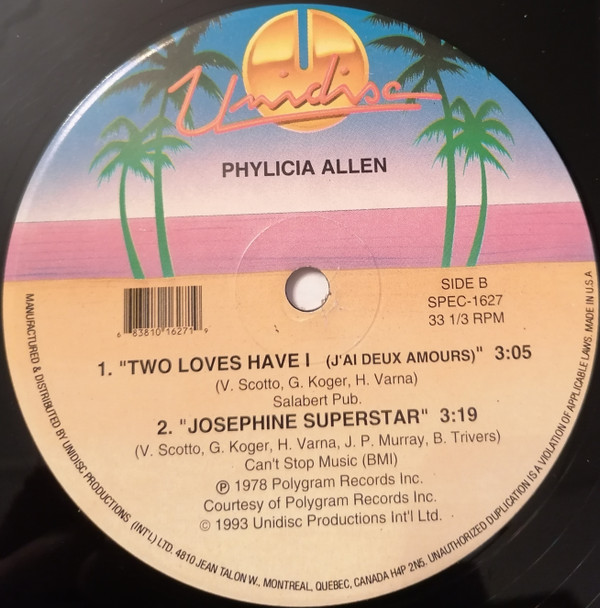 Unidisc
PHYLICIA ALLEN
SIDE B
SPEC-1627
33 1/3 RPM
6 83810 16271 9
1. "TWO LOVES HAVE I (J'AI DEUX AMOURS)" 3:05
(V. Scotto, G. Koger, H. Varna)
Salabert Pub.
2. "JOSEPHINE SUPERSTAR" 3:19
(V. Scotto, G. Koger, H. Varna, J. P. Murray, B. Trivers)
Can't Stop Music (BMI)
℗ 1978 Polygram Records Inc.
Courtesy of Polygram Records Inc.
© 1993 Unidisc Productions Int'l Ltd.
MANUFACTURED & DISTRIBUTED BY UNIDISC PRODUCTIONS (INT'L) LTD. 4810 JEAN TALON W., MONTREAL, QUEBEC, CANADA H4P 2N5. UNAUTHORIZED DUPLICATION IS A VIOLATION OF APPLICABLE LAWS. MADE IN U.S.A